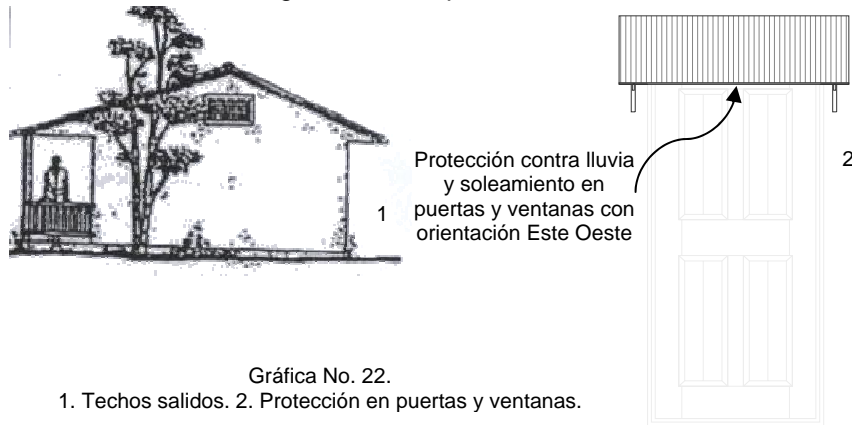 Protección contra lluvia
y soleamiento en
puertas y ventanas con
orientación Este Oeste
1
2
Gráfica No. 22.
1. Techos salidos. 2. Protección en puertas y ventanas.